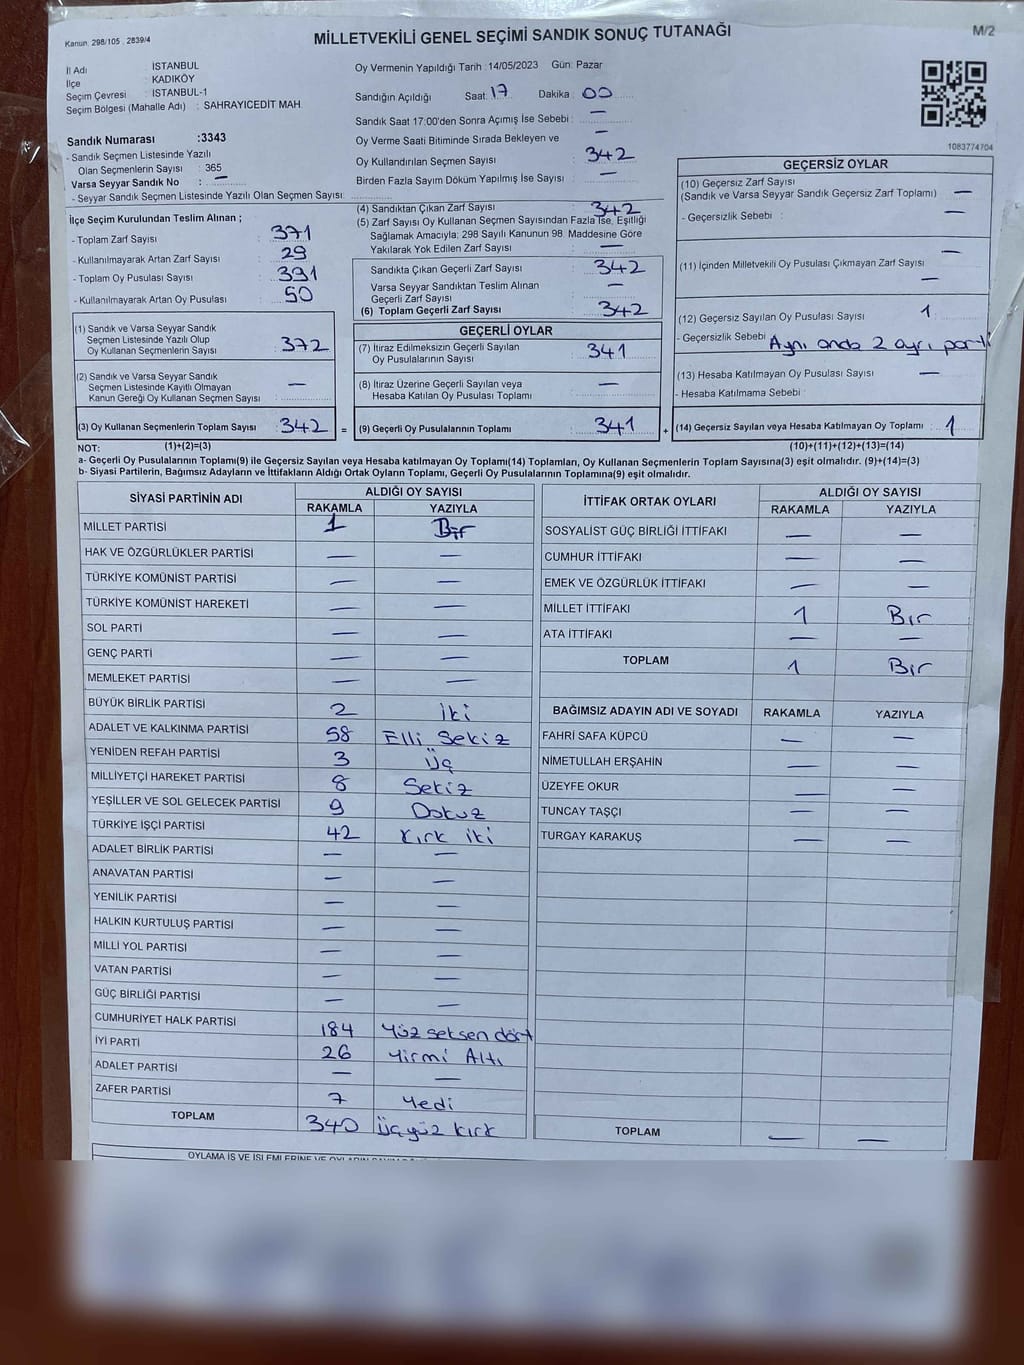 Kanun: 298/105 , 2839/4
MİLLETVEKİLİ GENEL SEÇİMİ SANDIK SONUÇ TUTANAĞI
M/2
İl Adı : İSTANBUL
İlçe : KADIKÖY
Seçim Çevresi : İSTANBUL-1
Seçim Bölgesi (Mahalle Adı) : SAHRAYICEDİT MAH.
Sandık Numarası :3343
- Sandık Seçmen Listesinde Yazılı
Olan Seçmenlerin Sayısı : 365
Varsa Seyyar Sandık No : —
- Seyyar Sandık Seçmen Listesinde Yazılı Olan Seçmen Sayısı:
Oy Vermenin Yapıldığı Tarih :14/05/2023 Gün: Pazar
Sandığın Açıldığı Saat: 17 Dakika : 00
Sandık Saat 17:00'den Sonra Açımış İse Sebebi : —
Oy Verme Saati Bitiminde Sırada Bekleyen ve —
Oy Kullandırılan Seçmen Sayısı : 342
Birden Fazla Sayım Döküm Yapılmış İse Sayısı : —
1083774704
İlçe Seçim Kurulundan Teslim Alınan ;
- Toplam Zarf Sayısı : 371
- Kullanılmayarak Artan Zarf Sayısı : 29
- Toplam Oy Pusulası Sayısı : 391
- Kullanılmayarak Artan Oy Pusulası : 50
(1) Sandık ve Varsa Seyyar Sandık
Seçmen Listesinde Yazılı Olup
Oy Kullanan Seçmenlerin Sayısı : 372
(2) Sandık ve Varsa Seyyar Sandık
Seçmen Listesinde Kayıtlı Olmayan
Kanun Gereği Oy Kullanan Seçmen Sayısı : —
(3) Oy Kullanan Seçmenlerin Toplam Sayısı : 342 =
(4) Sandıktan Çıkan Zarf Sayısı : 342
(5) Zarf Sayısı Oy Kullanan Seçmen Sayısından Fazla İse, Eşitliği
Sağlamak Amacıyla: 298 Sayılı Kanunun 98. Maddesine Göre
Yakılarak Yok Edilen Zarf Sayısı : —
Sandıkta Çıkan Geçerli Zarf Sayısı : 342
Varsa Seyyar Sandıktan Teslim Alınan
Geçerli Zarf Sayısı : —
(6) Toplam Geçerli Zarf Sayısı : 342
GEÇERLİ OYLAR
(7) İtiraz Edilmeksizin Geçerli Sayılan
Oy Pusulalarının Sayısı : 341
(8) İtiraz Üzerine Geçerli Sayılan veya
Hesaba Katılan Oy Pusulası Toplamı : —
(9) Geçerli Oy Pusulalarının Toplamı : 341 +
GEÇERSİZ OYLAR
(10) Geçersiz Zarf Sayısı
(Sandık ve Varsa Seyyar Sandık Geçersiz Zarf Toplamı) : —
- Geçersizlik Sebebi : —
(11) İçinden Milletvekili Oy Pusulası Çıkmayan Zarf Sayısı : —
—
(12) Geçersiz Sayılan Oy Pusulası Sayısı : 1
- Geçersizlik Sebebi : Aynı anda 2 ayrı parti
(13) Hesaba Katılmayan Oy Pusulası Sayısı : —
- Hesaba Katılmama Sebebi :
(14) Geçersiz Sayılan veya Hesaba Katılmayan Oy Toplamı : 1
NOT: (1)+(2)=(3) (10)+(11)+(12)+(13)=(14)
a- Geçerli Oy Pusulalarının Toplamı(9) ile Geçersiz Sayılan veya Hesaba katılmayan Oy Toplamı(14) Toplamları, Oy Kullanan Seçmenlerin Toplam Sayısına(3) eşit olmalıdır. (9)+(14)=(3)
b- Siyasi Partilerin, Bağımsız Adayların ve İttifakların Aldığı Ortak Oyların Toplamı, Geçerli Oy Pusulalarının Toplamına(9) eşit olmalıdır.
SİYASİ PARTİNİN ADI ALDIĞI OY SAYISI
RAKAMLA YAZIYLA
MİLLET PARTİSİ 1 Bir
HAK VE ÖZGÜRLÜKLER PARTİSİ — —
TÜRKİYE KOMÜNİST PARTİSİ — —
TÜRKİYE KOMÜNİST HAREKETİ — —
SOL PARTİ — —
GENÇ PARTİ — —
MEMLEKET PARTİSİ — —
BÜYÜK BİRLİK PARTİSİ 2 İki
ADALET VE KALKINMA PARTİSİ 58 Elli Sekiz
YENİDEN REFAH PARTİSİ 3 Üç
MİLLİYETÇİ HAREKET PARTİSİ 8 Sekiz
YEŞİLLER VE SOL GELECEK PARTİSİ 9 Dokuz
TÜRKİYE İŞÇİ PARTİSİ 42 Kırk iki
ADALET BİRLİK PARTİSİ — —
ANAVATAN PARTİSİ — —
YENİLİK PARTİSİ — —
HALKIN KURTULUŞ PARTİSİ — —
MİLLİ YOL PARTİSİ — —
VATAN PARTİSİ — —
GÜÇ BİRLİĞİ PARTİSİ — —
CUMHURİYET HALK PARTİSİ 184 Yüz seksen dört
İYİ PARTİ 26 Yirmi Altı
ADALET PARTİSİ — —
ZAFER PARTİSİ 7 Yedi
TOPLAM 340 Üçyüz kırk
İTTİFAK ORTAK OYLARI ALDIĞI OY SAYISI
RAKAMLA YAZIYLA
SOSYALİST GÜÇ BİRLİĞİ İTTİFAKI — —
CUMHUR İTTİFAKI — —
EMEK VE ÖZGÜRLÜK İTTİFAKI — —
MİLLET İTTİFAKI 1 Bir
ATA İTTİFAKI — —
TOPLAM 1 Bir
BAĞIMSIZ ADAYIN ADI VE SOYADI RAKAMLA YAZIYLA
FAHRİ SAFA KÜPCÜ — —
NİMETULLAH ERŞAHİN — —
ÜZEYFE OKUR — —
TUNCAY TAŞÇI — —
TURGAY KARAKUŞ — —
TOPLAM — —
OYLAMA İŞ VE İŞLEMLERİNE VE OYLARIN